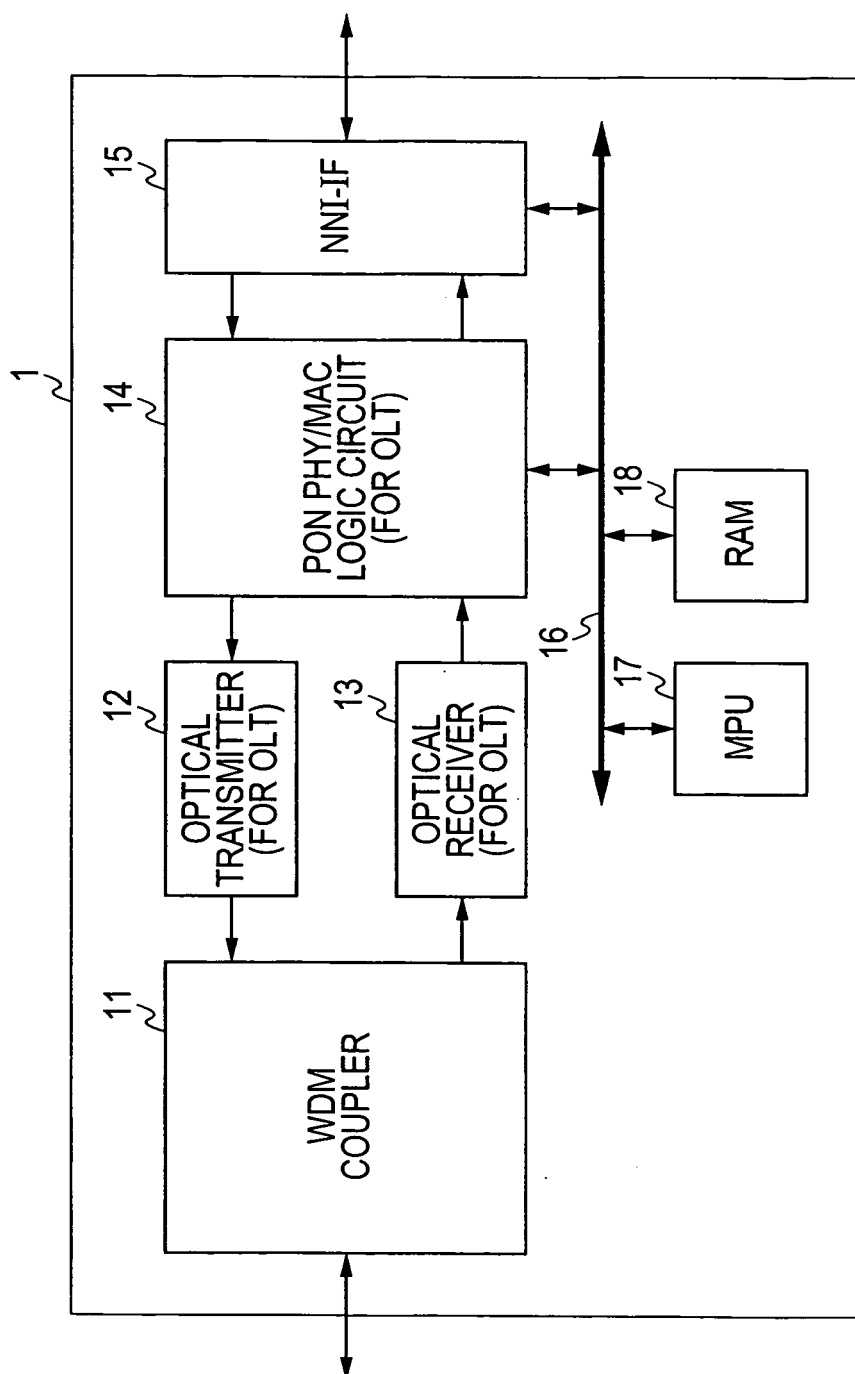 1
11
WDM
COUPLER
12
OPTICAL
TRANSMITTER
(FOR OLT)
13
OPTICAL
RECEIVER
(FOR OLT)
14
PON PHY/MAC
LOGIC CIRCUIT
(FOR OLT)
15
NNI-IF
16
17
MPU
18
RAM